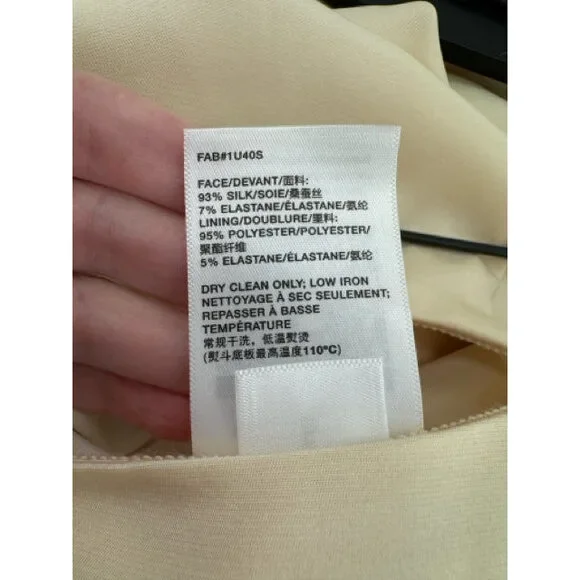 FAB#1U40S
FACE/DEVANT/面料:
93% SILK/SOIE/桑蚕丝
7% ELASTANE/ÉLASTANE/氨纶
LINING/DOUBLURE/里料:
95% POLYESTER/POLYESTER/
聚酯纤维
5% ELASTANE/ÉLASTANE/氨纶
DRY CLEAN ONLY; LOW IRON
NETTOYAGE À SEC SEULEMENT;
REPASSER À BASSE
TEMPÉRATURE
常规干洗，低温熨烫
(熨斗底板最高温度110ºC)